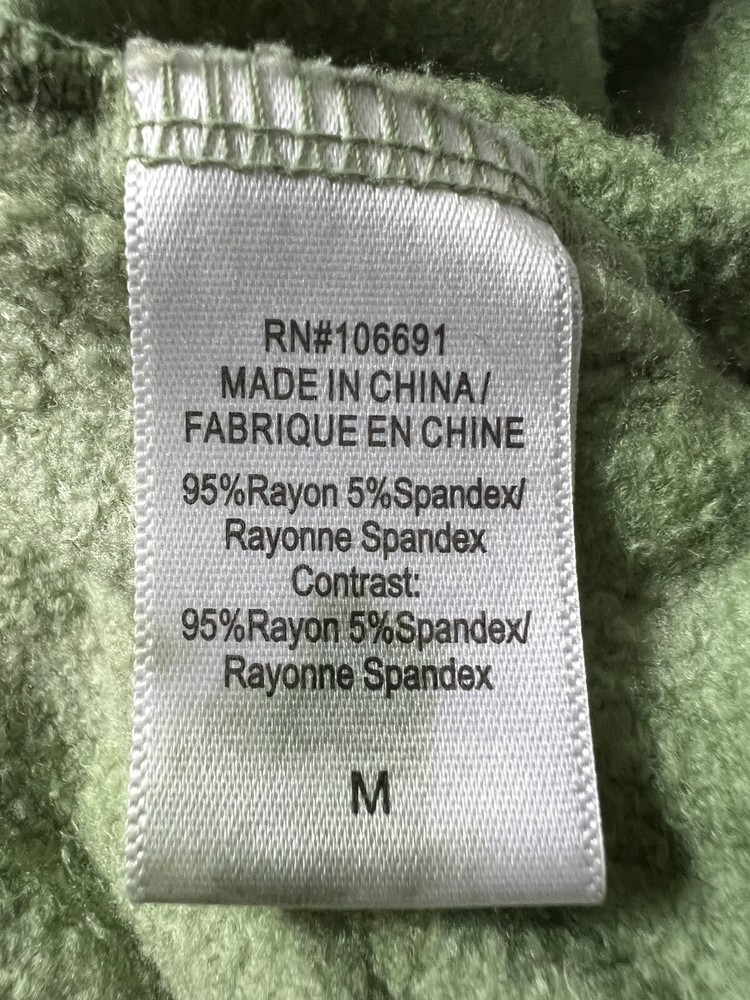 RN#106691
MADE IN CHINA/
FABRIQUE EN CHINE
95%Rayon 5%Spandex/
Rayonne Spandex
Contrast:
95%Rayon 5%Spandex/
Rayonne Spandex
M